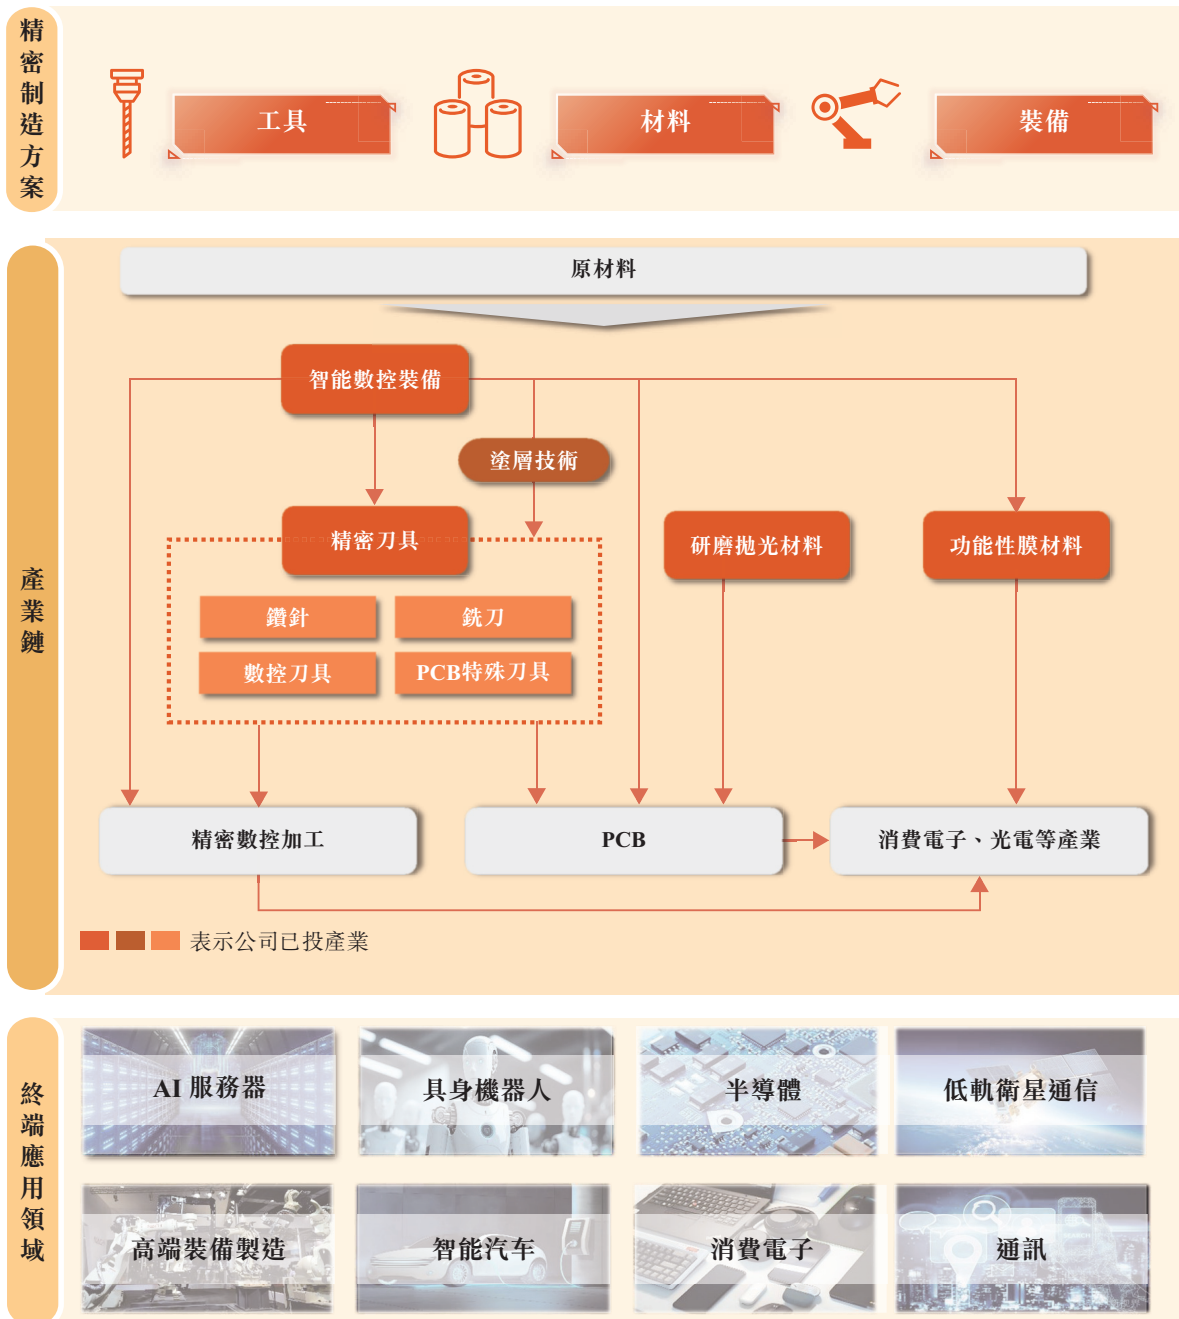 精密制造方案
工具
材料
裝備
產業鏈
原材料
智能數控裝備
塗層技術
精密刀具
研磨拋光材料
功能性膜材料
鑽針
銑刀
數控刀具
PCB特殊刀具
精密數控加工
PCB
消費電子、光電等產業
表示公司已投產業
終端應用領域
AI 服務器
具身機器人
半導體
低軌衛星通信
高端裝備製造
智能汽车
消費電子
通訊